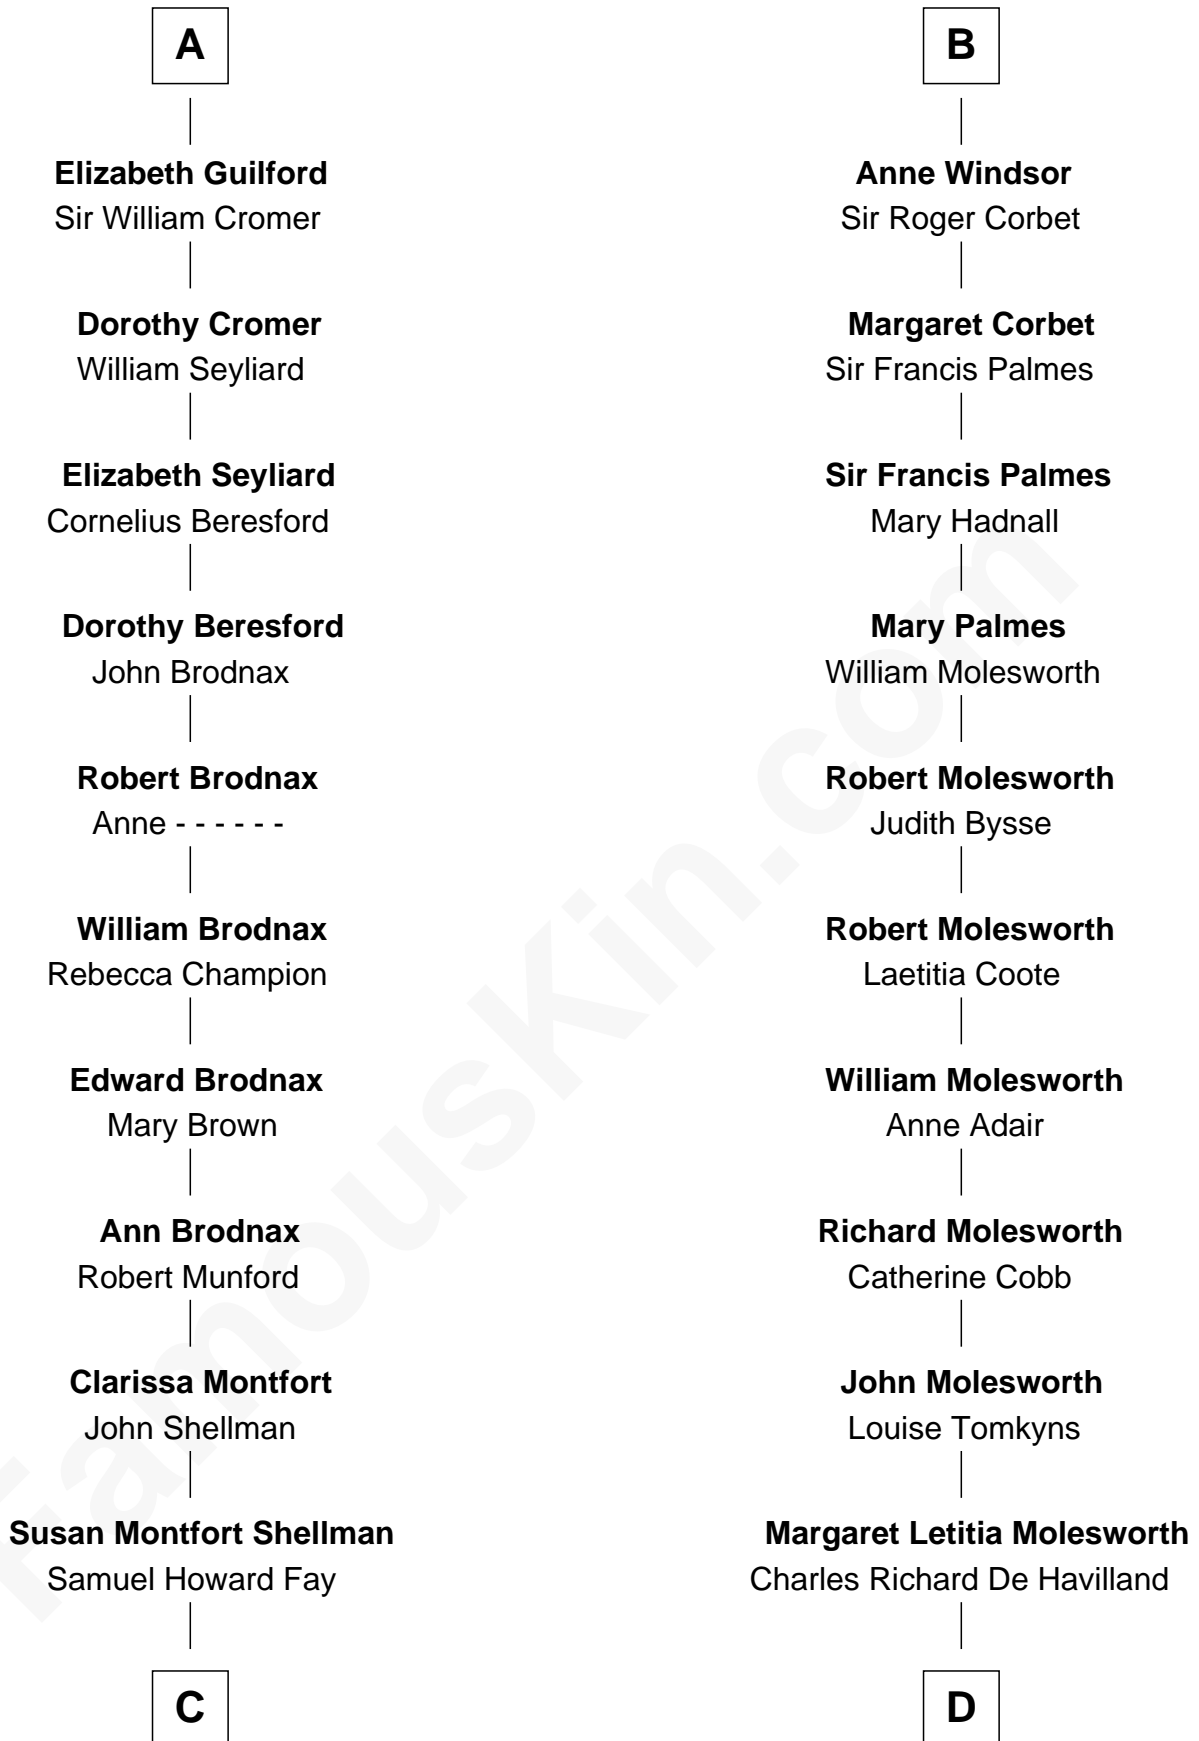 A
Elizabeth Guilford
Sir William Cromer
Dorothy Cromer
William Seyliard
Elizabeth Seyliard
Cornelius Beresford
Dorothy Beresford
John Brodnax
Robert Brodnax
Anne - - - - - -
William Brodnax
Rebecca Champion
Edward Brodnax
Mary Brown
Ann Brodnax
Robert Munford
Clarissa Montfort
John Shellman
Susan Montfort Shellman
Samuel Howard Fay
C
B
Anne Windsor
Sir Roger Corbet
Margaret Corbet
Sir Francis Palmes
Sir Francis Palmes
Mary Hadnall
Mary Palmes
William Molesworth
Robert Molesworth
Judith Bysse
Robert Molesworth
Laetitia Coote
William Molesworth
Anne Adair
Richard Molesworth
Catherine Cobb
John Molesworth
Louise Tomkyns
Margaret Letitia Molesworth
Charles Richard De Havilland
D
FamousKin.com